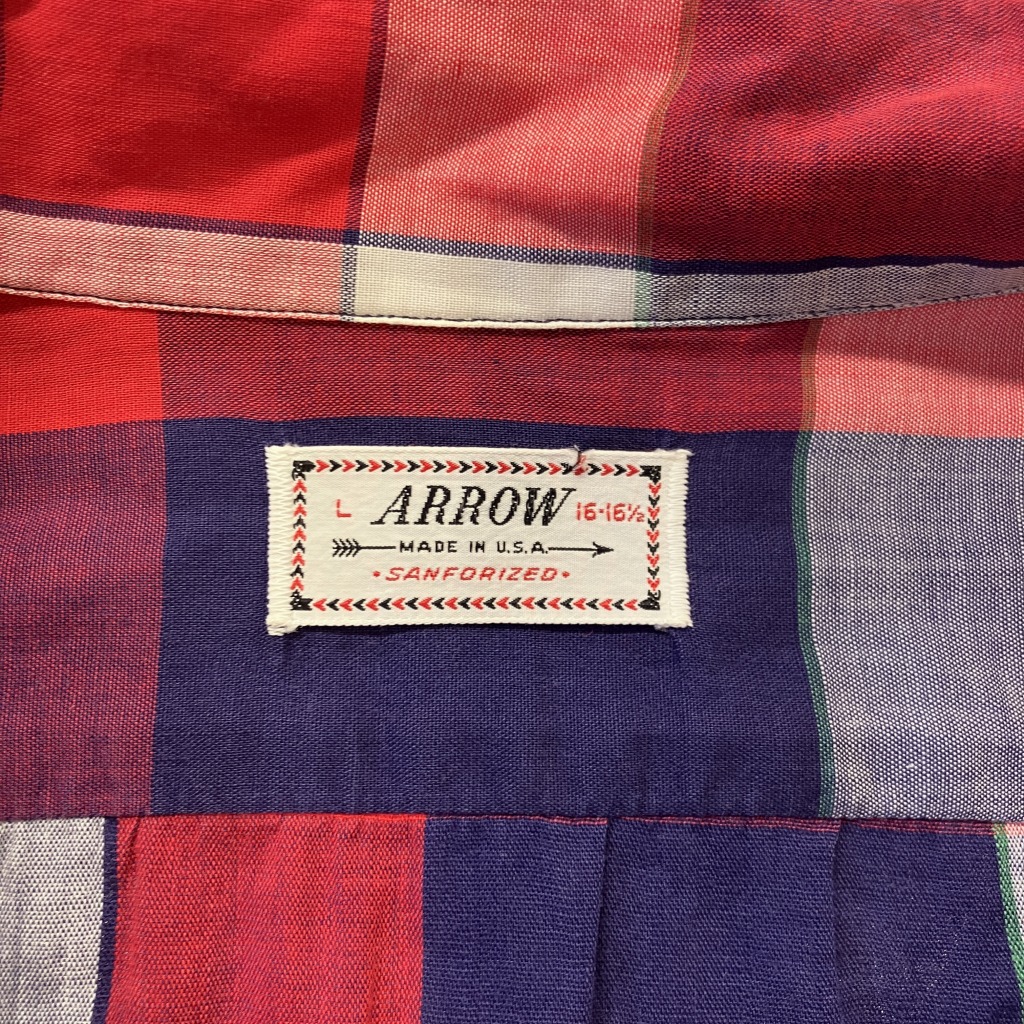 L ARROW 16-16½
MADE IN U.S.A.
•SANFORIZED•